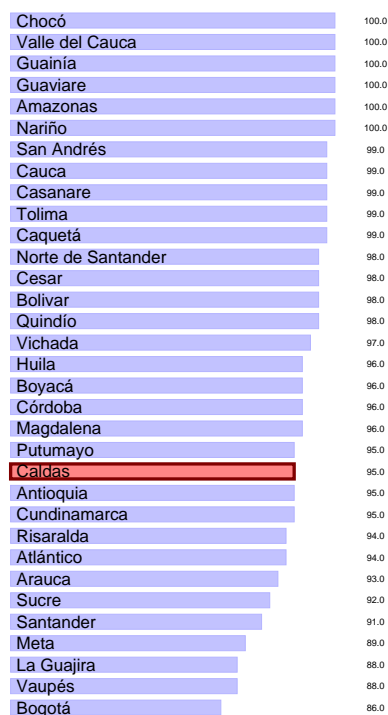 Chocó 100.0
Valle del Cauca 100.0
Guainía 100.0
Guaviare 100.0
Amazonas 100.0
Nariño 100.0
San Andrés 99.0
Cauca 99.0
Casanare 99.0
Tolima 99.0
Caquetá 99.0
Norte de Santander 98.0
Cesar 98.0
Bolivar 98.0
Quindío 98.0
Vichada 97.0
Huila 96.0
Boyacá 96.0
Córdoba 96.0
Magdalena 96.0
Putumayo 95.0
Caldas 95.0
Antioquia 95.0
Cundinamarca 95.0
Risaralda 94.0
Atlántico 94.0
Arauca 93.0
Sucre 92.0
Santander 91.0
Meta 89.0
La Guajira 88.0
Vaupés 88.0
Bogotá 86.0